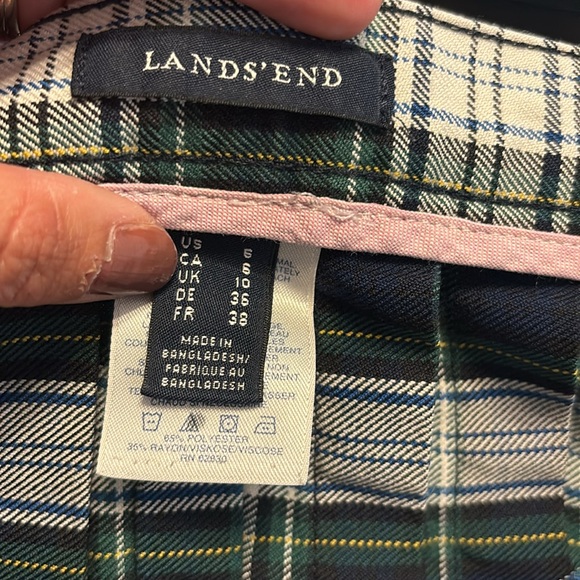 LANDS'END
US 6
CA 6
UK 10
DE 36
FR 38
MADE IN
BANGLADESH/
FABRIQUE AU
BANGLADESH
65% POLYESTER
35% RAYON/VISKOSE/VISCOSE
RN 62830